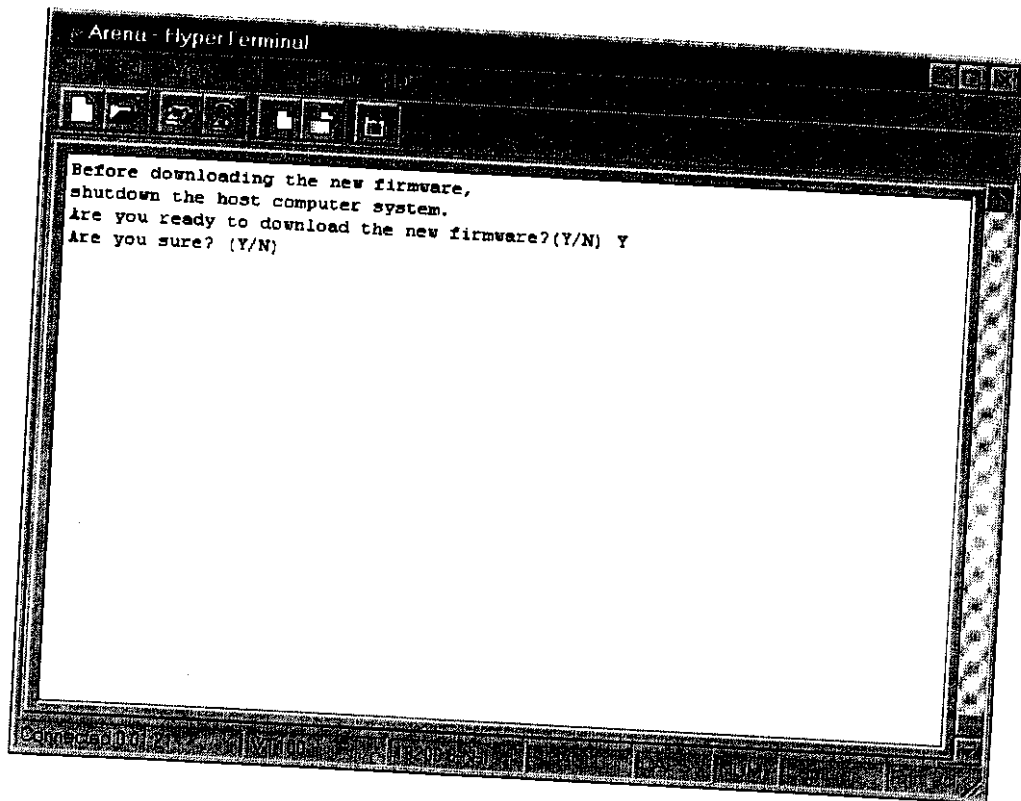 Arena - HyperTerminal
Before downloading the new firmware,
shutdown the host computer system.
Are you ready to download the new firmware?(Y/N) Y
Are you sure? (Y/N)
Connected